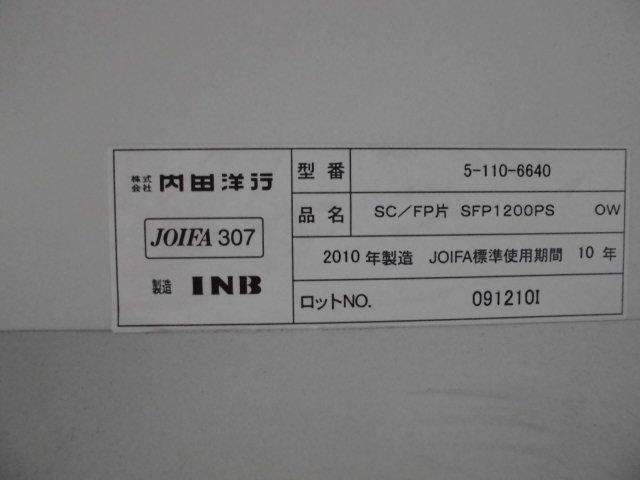 株式会社 内田洋行
JOIFA 307
製造 INB
型番 5-110-6640
品名 SC/FP片 SFP1200PS OW
2010 年製造 JOIFA標準使用期間 10 年
ロットNO. 091210I